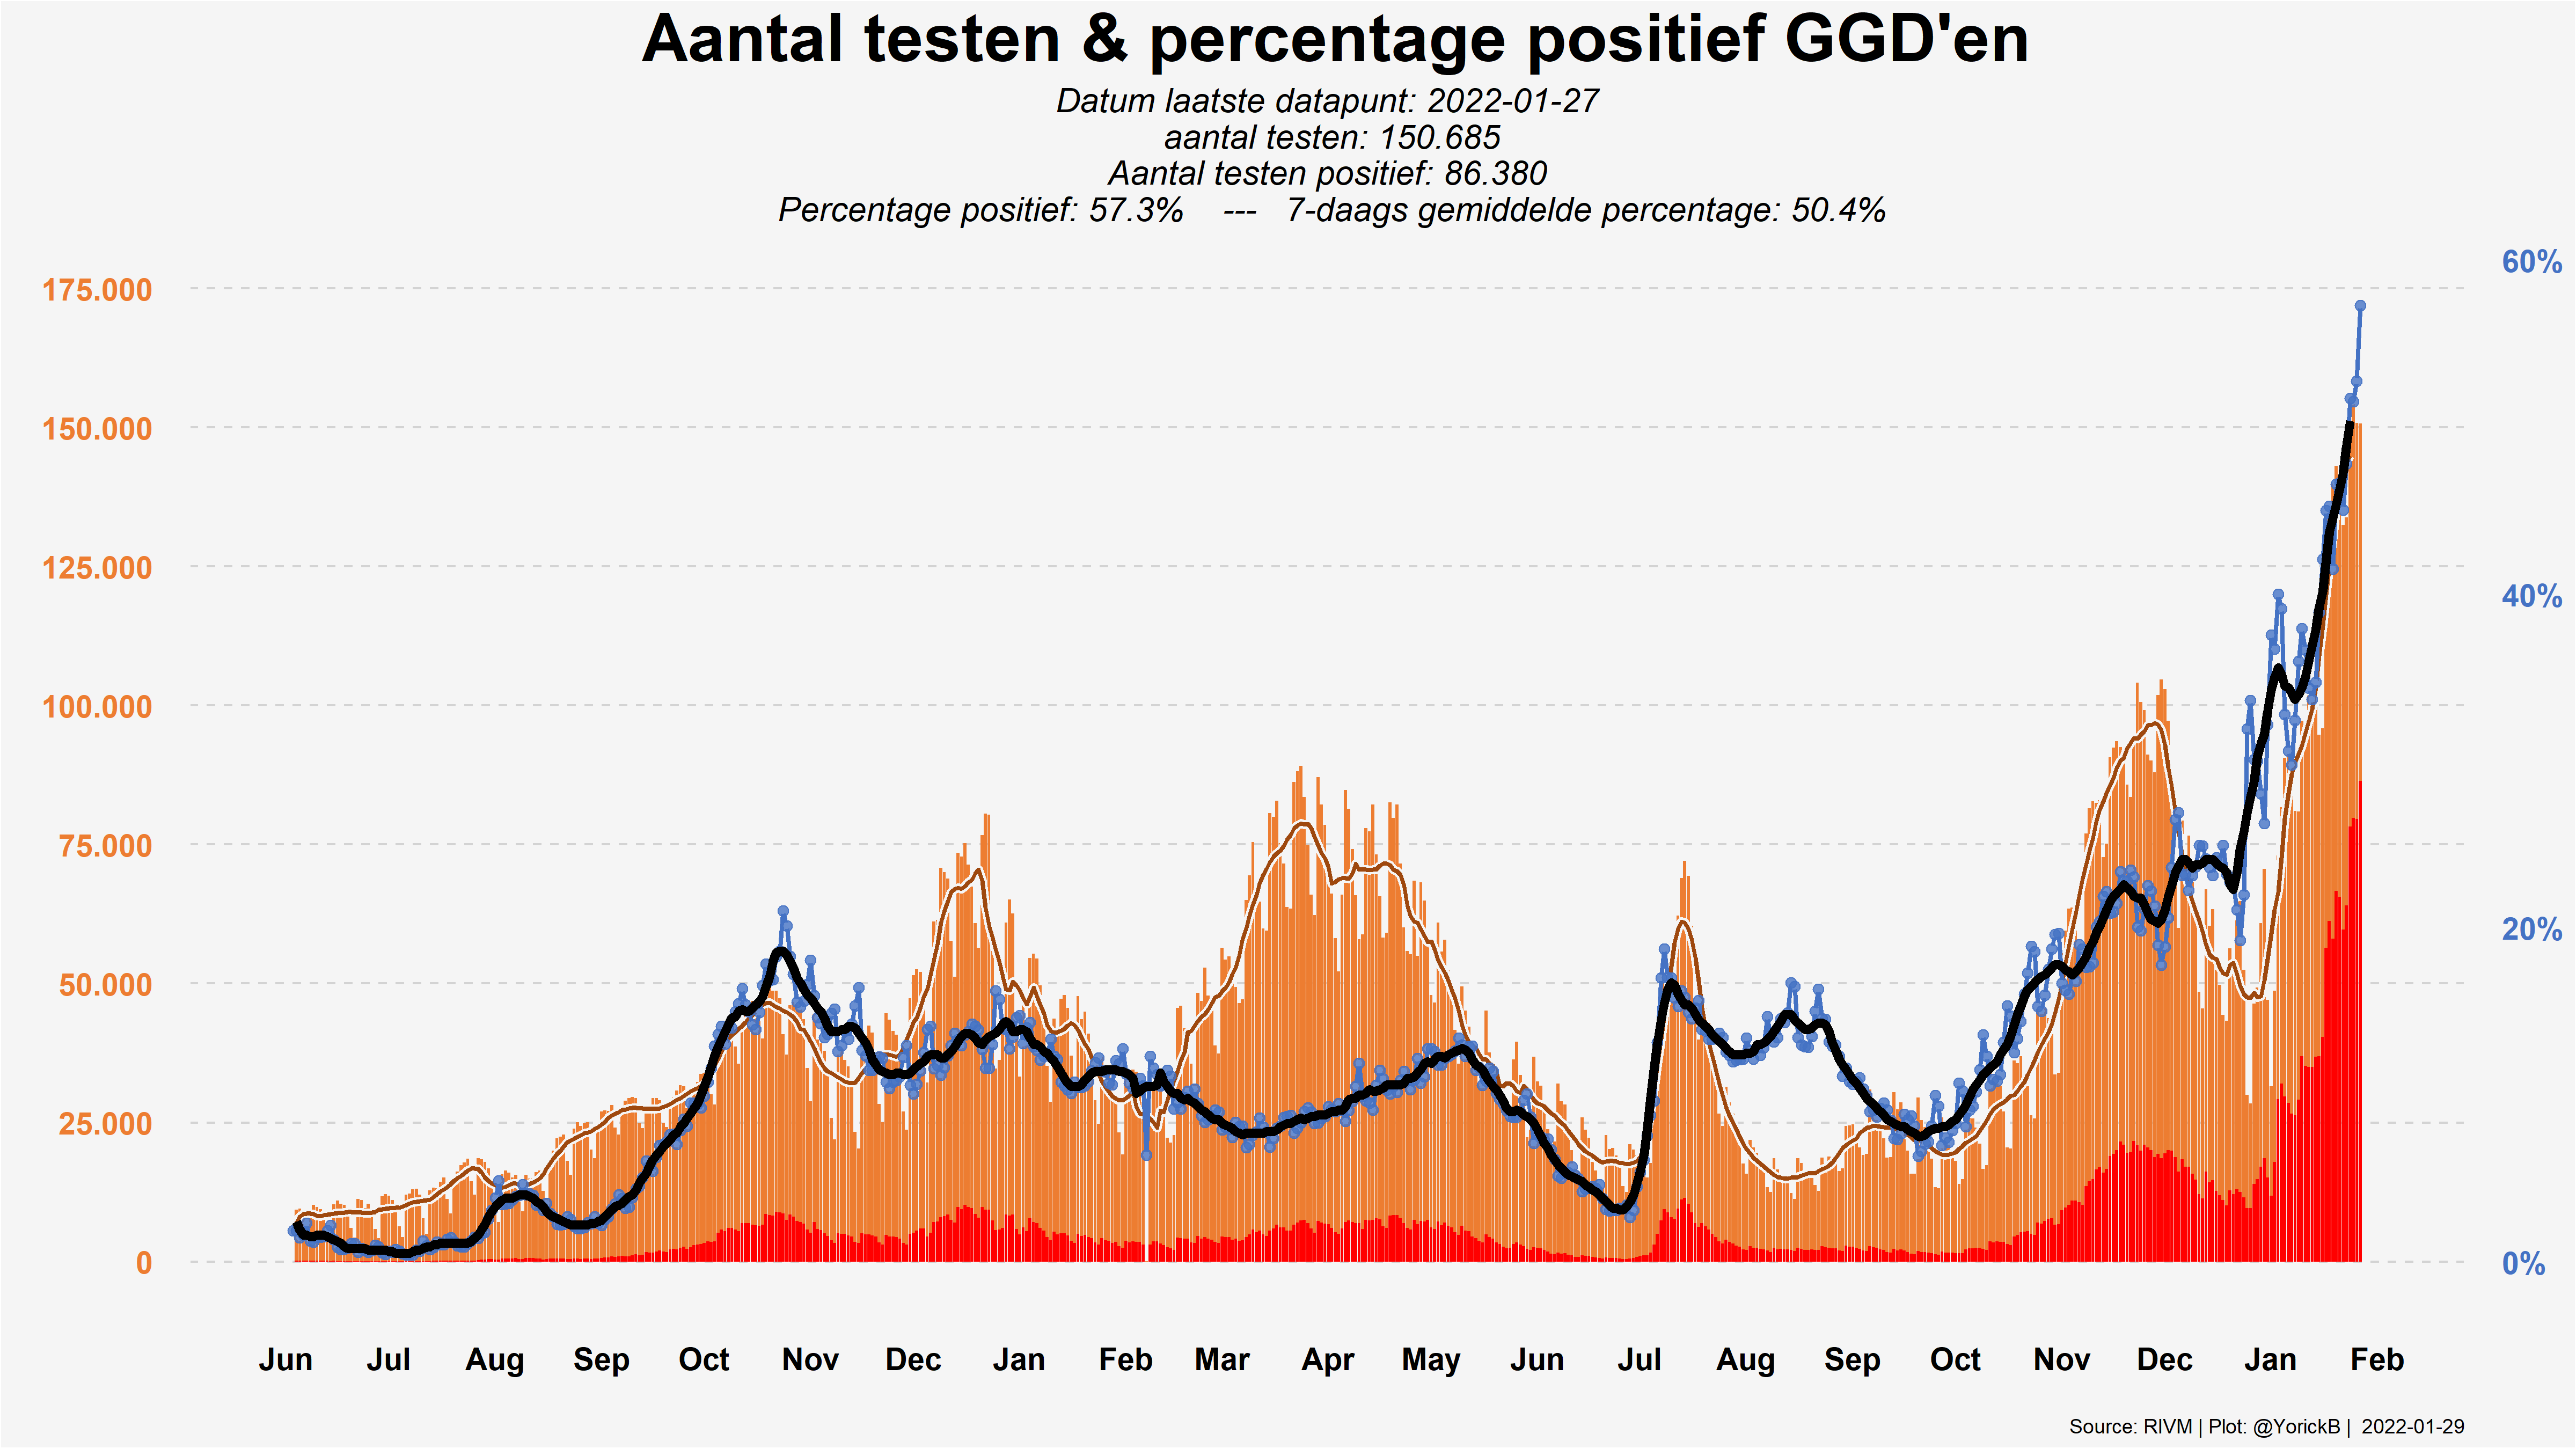 Aantal testen & percentage positief GGD'en
Datum laatste datapunt: 2022-01-27
aantal testen: 150.685
Aantal testen positief: 86.380
Percentage positief: 57.3% --- 7-daags gemiddelde percentage: 50.4%
175.000
150.000
125.000
100.000
75.000
50.000
25.000
0
60%
40%
20%
0%
Jun Jul Aug Sep Oct Nov Dec Jan Feb Mar Apr May Jun Jul Aug Sep Oct Nov Dec Jan Feb
Source: RIVM | Plot: @YorickB | 2022-01-29